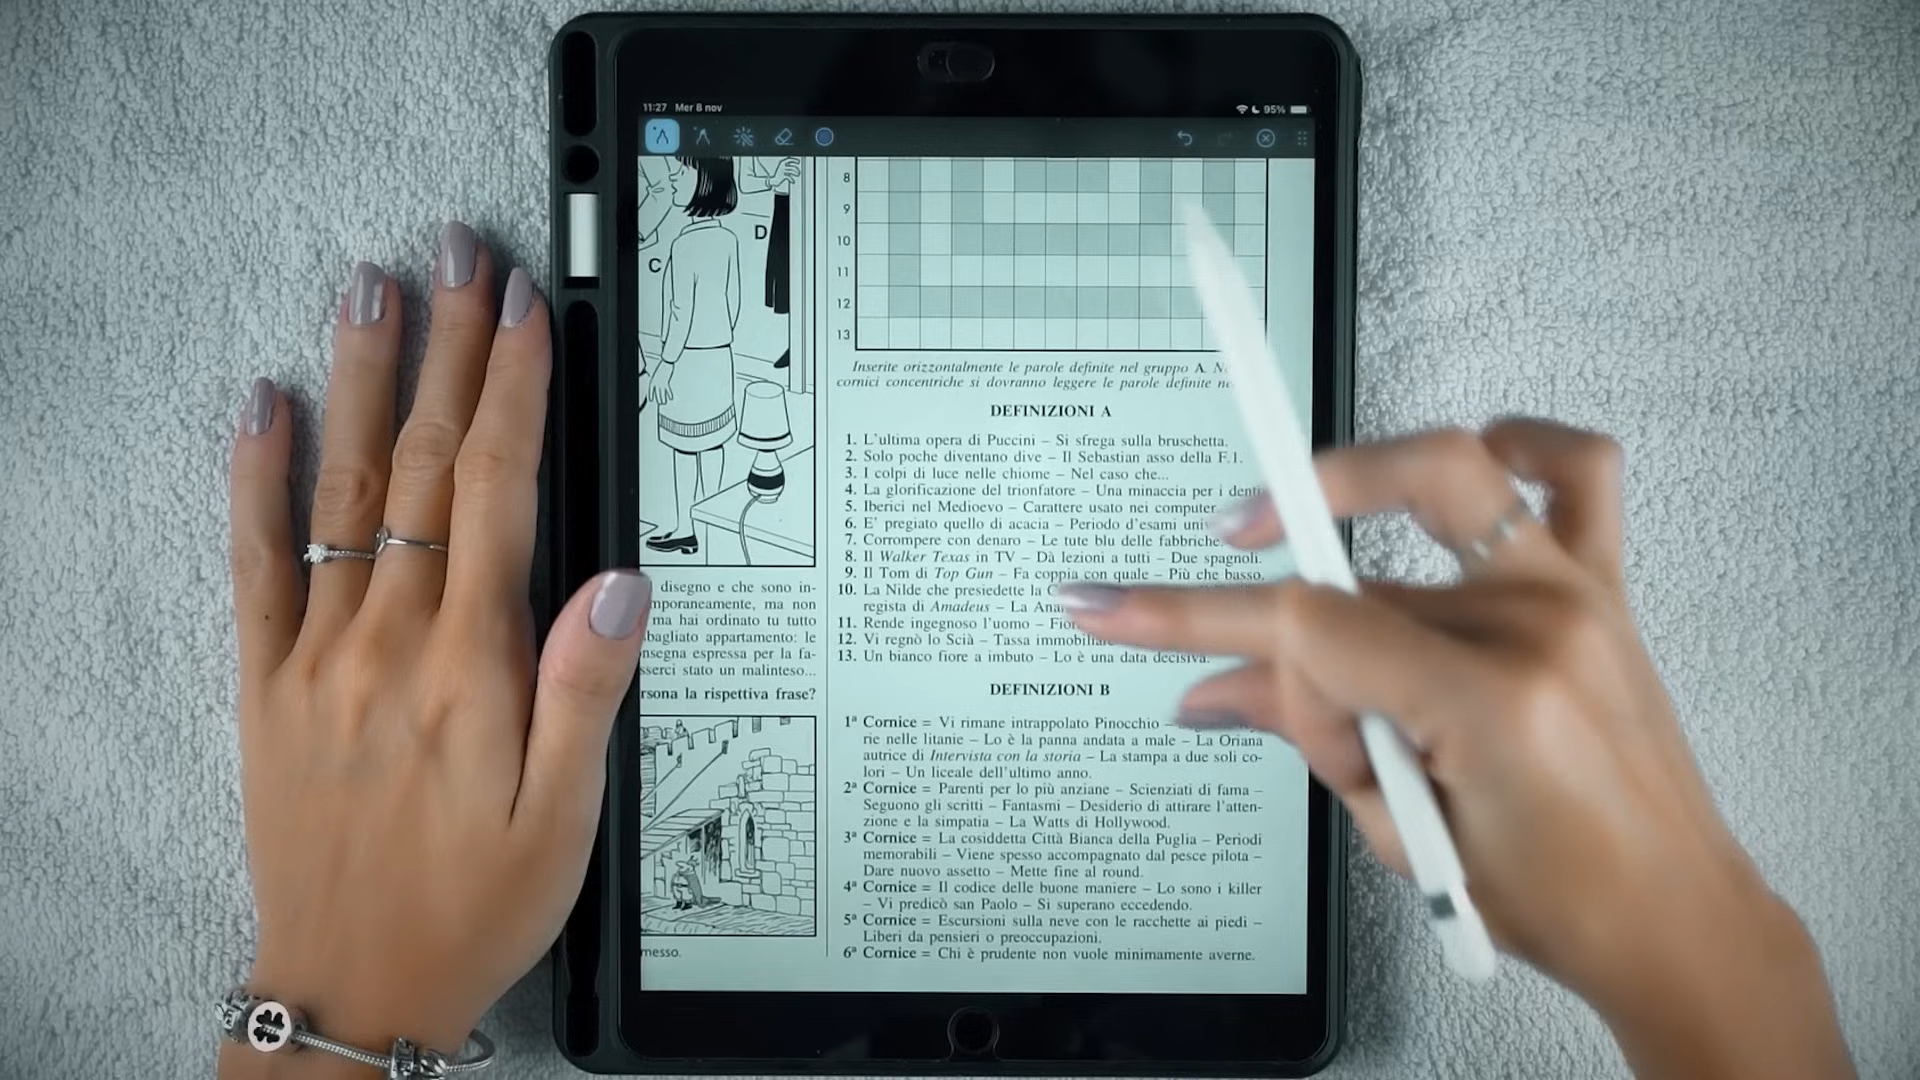 11:27 Mer 8 nov
95%
D
C
8
9
10
11
12
13
Inserite orizzontalmente le parole definite nel gruppo A.
cornici concentriche si dovranno leggere le parole definite
DEFINIZIONI A
1. L'ultima opera di Puccini – Si sfrega sulla bruschetta.
2. Solo poche diventano dive – Il Sebastian asso della F.1.
3. I colpi di luce nelle chiome – Nel caso che...
4. La glorificazione del trionfatore – Una minaccia per i denti
5. Iberici nel Medioevo – Carattere usato nei computer
6. E' pregiato quello di acacia – Periodo d'esami
7. Corrompere con denaro – Le tute blu delle fabbriche.
8. Il Walker Texas in TV – Dà lezioni a tutti – Due spagnoli.
9. Il Tom di Top Gun – Fa coppia con quale – Più che basso.
10. La Nilde che presiedette la
regista di Amadeus – La
11. Rende ingegnoso l'uomo –
12. Vi regnò lo Scià – Tassa
13. Un bianco fiore a imbuto – Lo è una data decisiva.
DEFINIZIONI B
1ª Cornice = Vi rimane intrappolato Pinocchio –
rie nelle litanie – Lo è la panna andata a male – La Oriana
autrice di Intervista con la storia – La stampa a due soli co-
lori – Un liceale dell'ultimo anno.
2ª Cornice = Parenti per lo più anziane – Scienziati di fama –
Seguono gli scritti – Fantasmi – Desiderio di attirare l'atten-
zione e la simpatia – La Watts di Hollywood.
3ª Cornice = La cosiddetta Città Bianca della Puglia – Periodi
memorabili – Viene spesso accompagnato dal pesce pilota –
Dare nuovo assetto – Mette fine al round.
4ª Cornice = Il codice delle buone maniere – Lo sono i killer
– Vi predicò san Paolo – Si superano eccedendo.
5ª Cornice = Escursioni sulla neve con le racchette ai piedi –
Liberi da pensieri o preoccupazioni.
6ª Cornice = Chi è prudente non vuole minimamente averne.
disegno e che sono in-
mporaneamente, ma non
ma hai ordinato tu tutto
bagliato appartamento: le
nsegna espressa per la fa-
sserci stato un malinteso...
rsona la rispettiva frase?
messo.